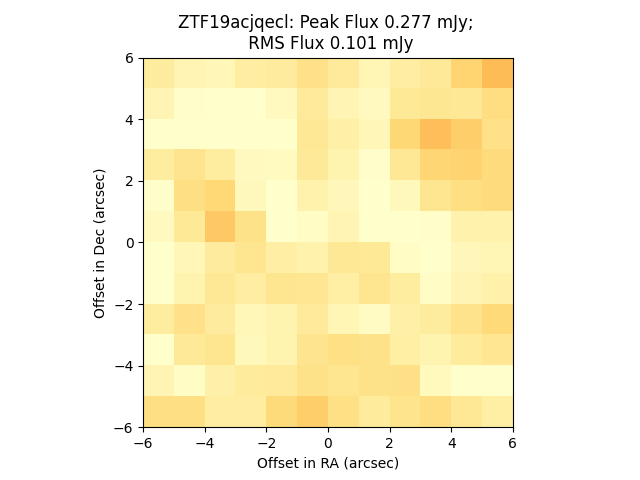 ZTF19acjqecl: Peak Flux 0.277 mJy;
RMS Flux 0.101 mJy
6
4
2
0
−2
−4
−6
Offset in Dec (arcsec)
−6 −4 −2 0 2 4 6
Offset in RA (arcsec)